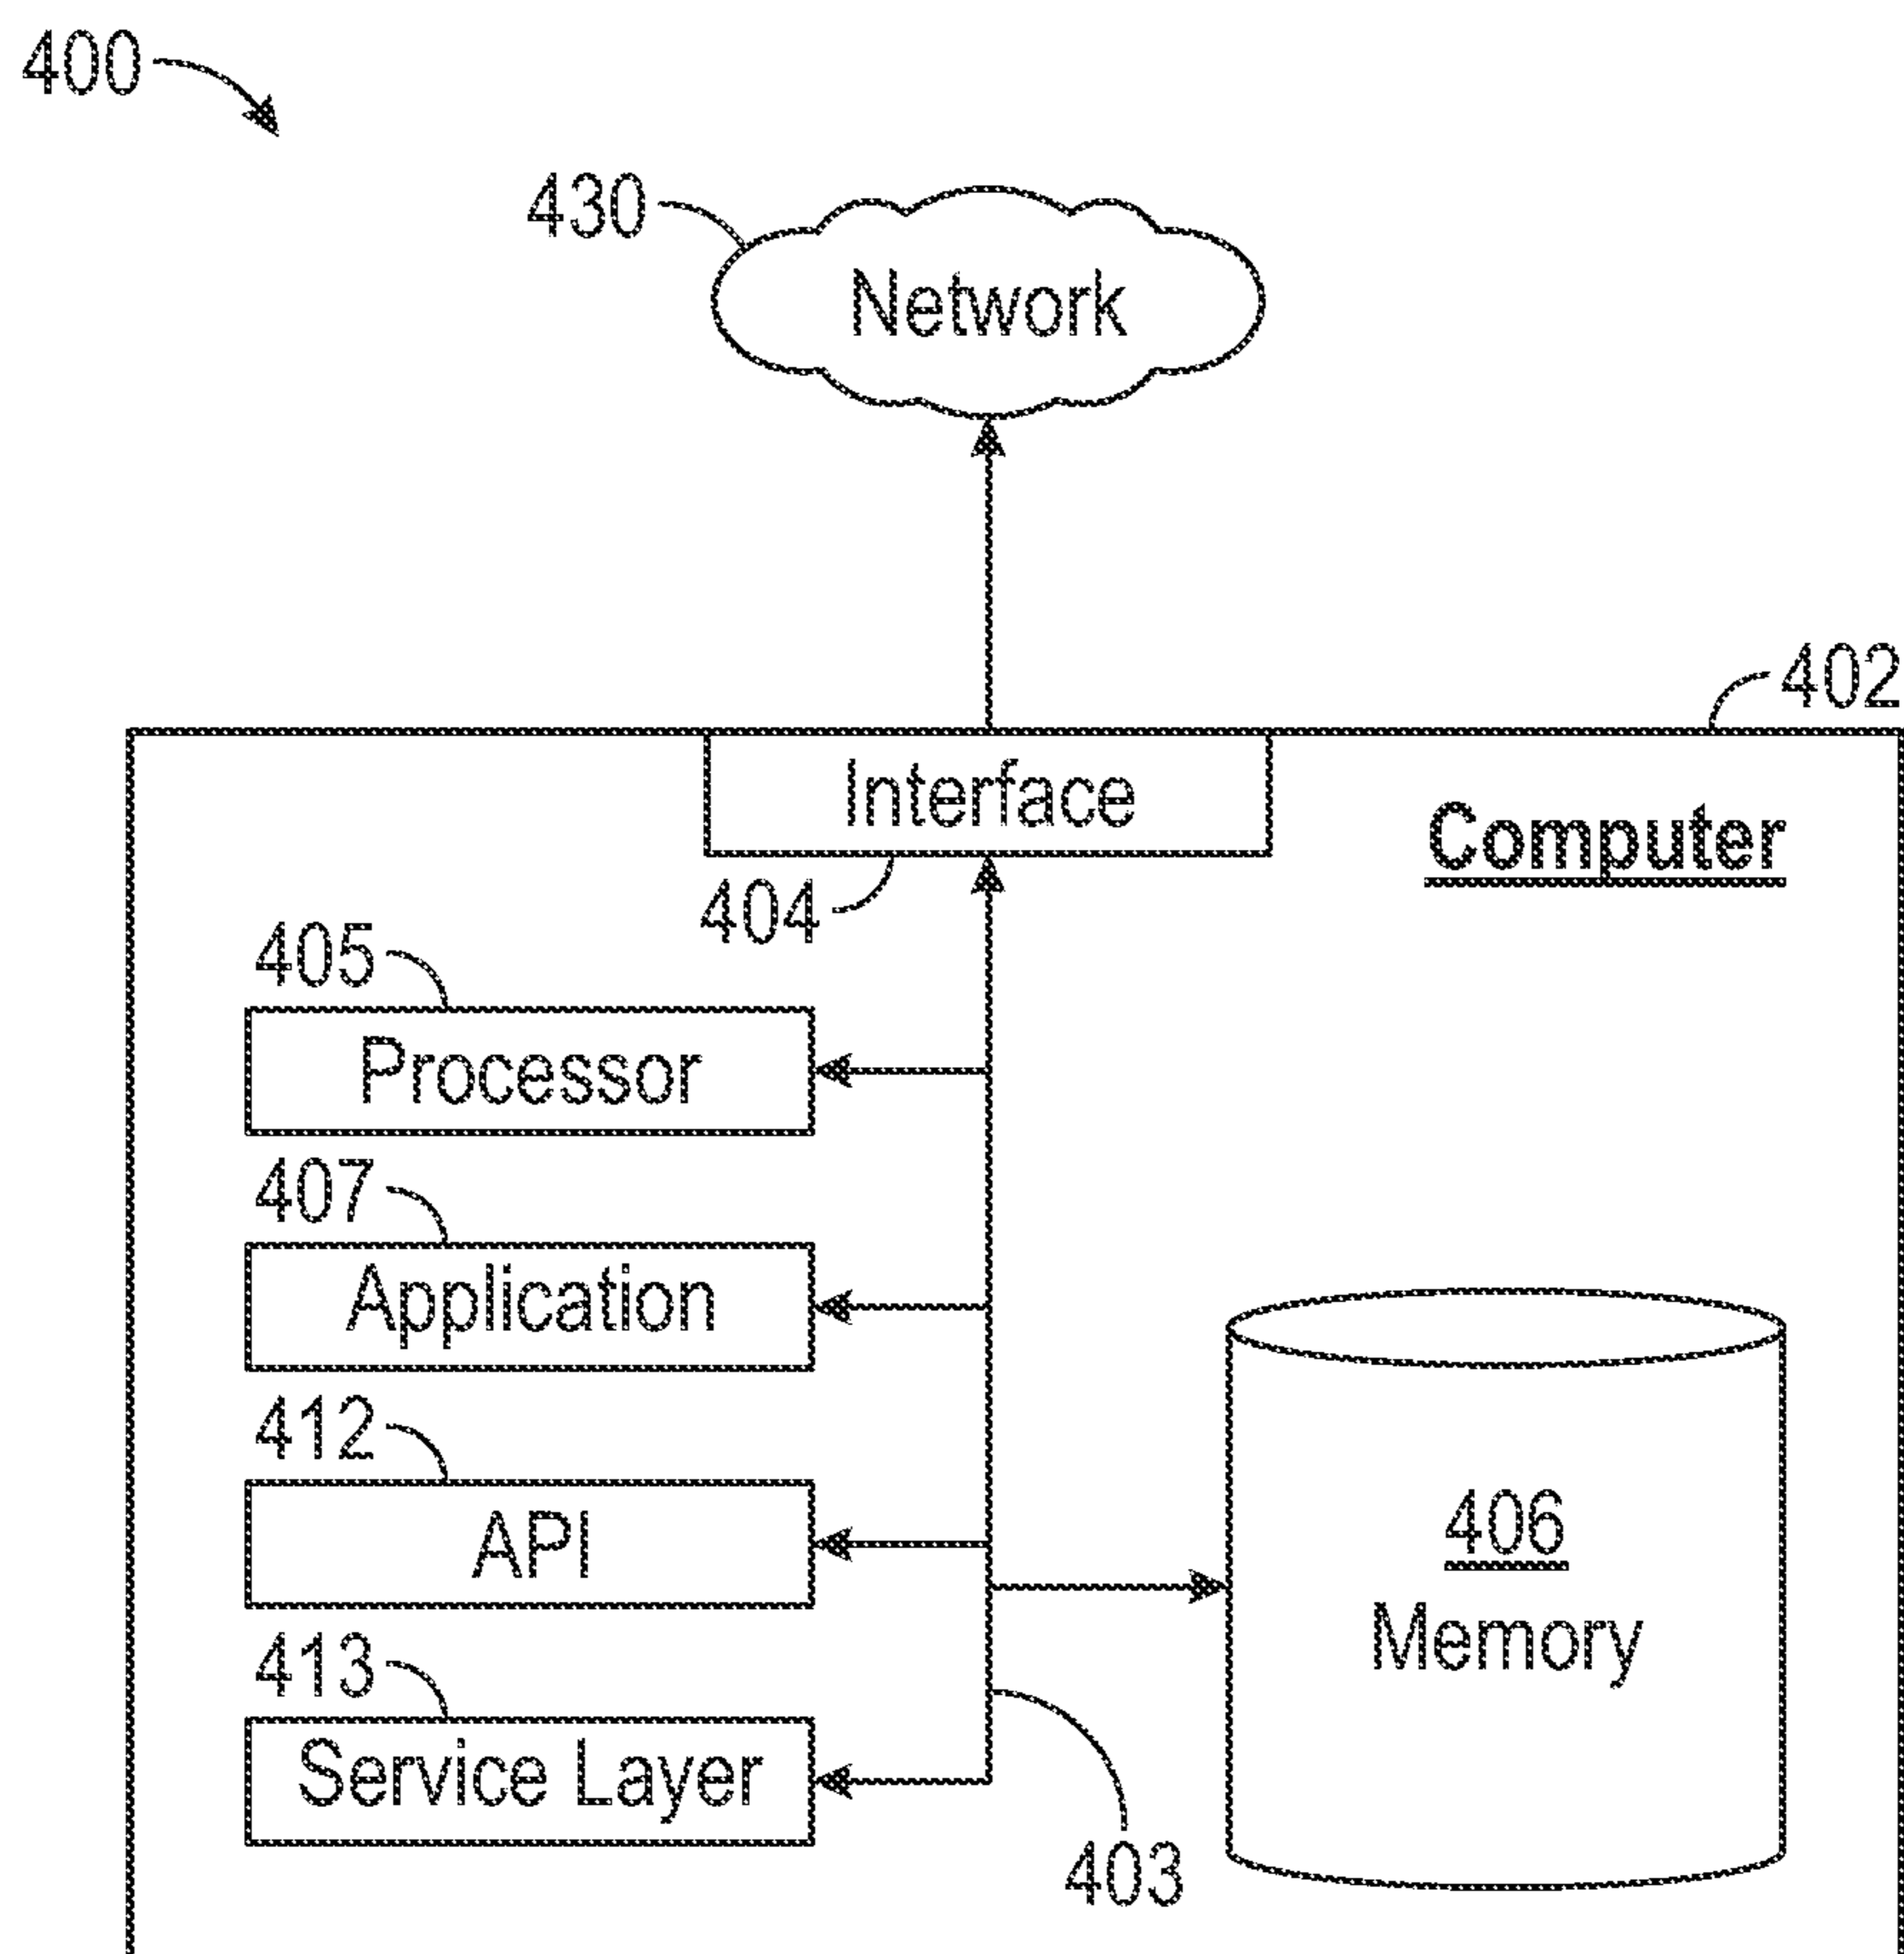 400
430
Network
402
Interface
Computer
404
405
Processor
407
Application
412
API
406
Memory
413
Service Layer
403